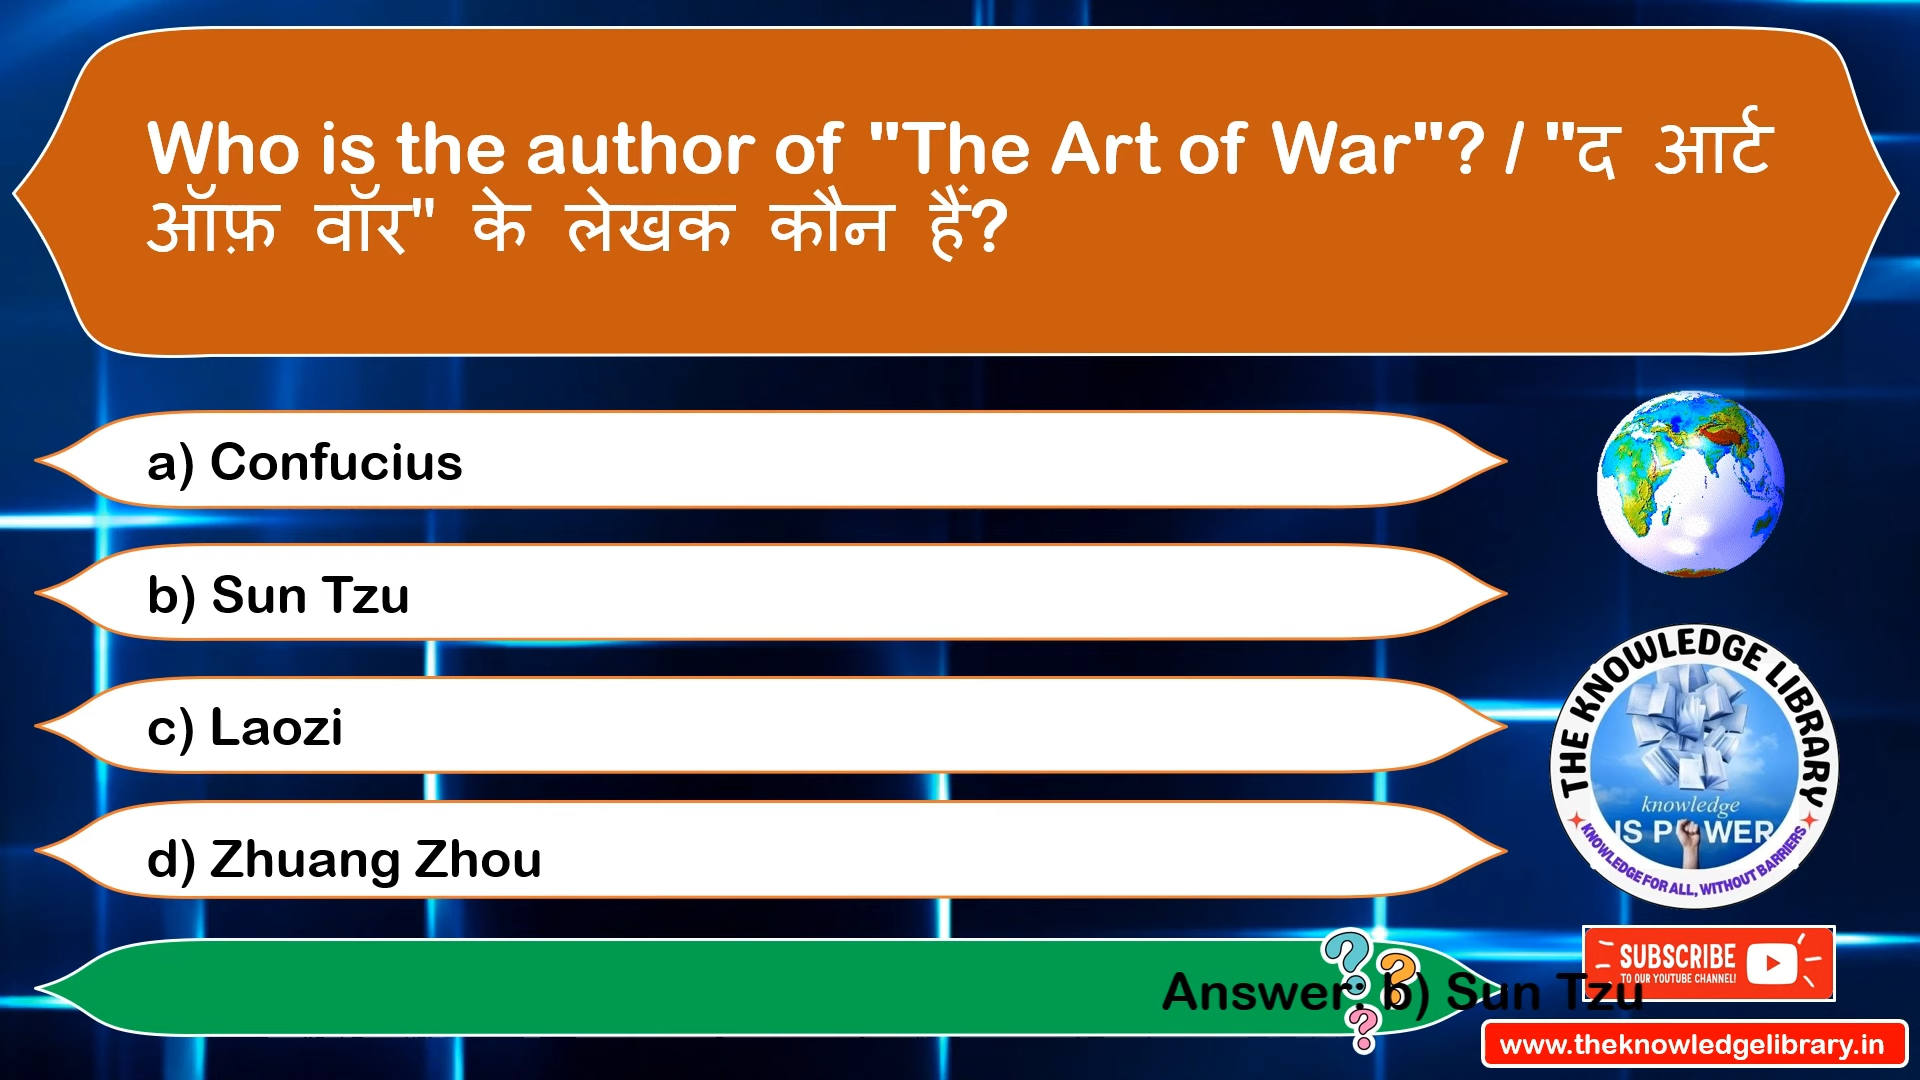 Who is the author of "The Art of War"? / "द आर्ट
ऑफ़ वॉर" के लेखक कौन हैं?
a) Confucius
b) Sun Tzu
c) Laozi
d) Zhuang Zhou
Answer: b) Sun Tzu
THE KNOWLEDGE LIBRARY
knowledge
IS POWER
KNOWLEDGE FOR ALL, WITHOUT BARRIERS
SUBSCRIBE
TO OUR YOUTUBE CHANNEL!
www.theknowledgelibrary.in